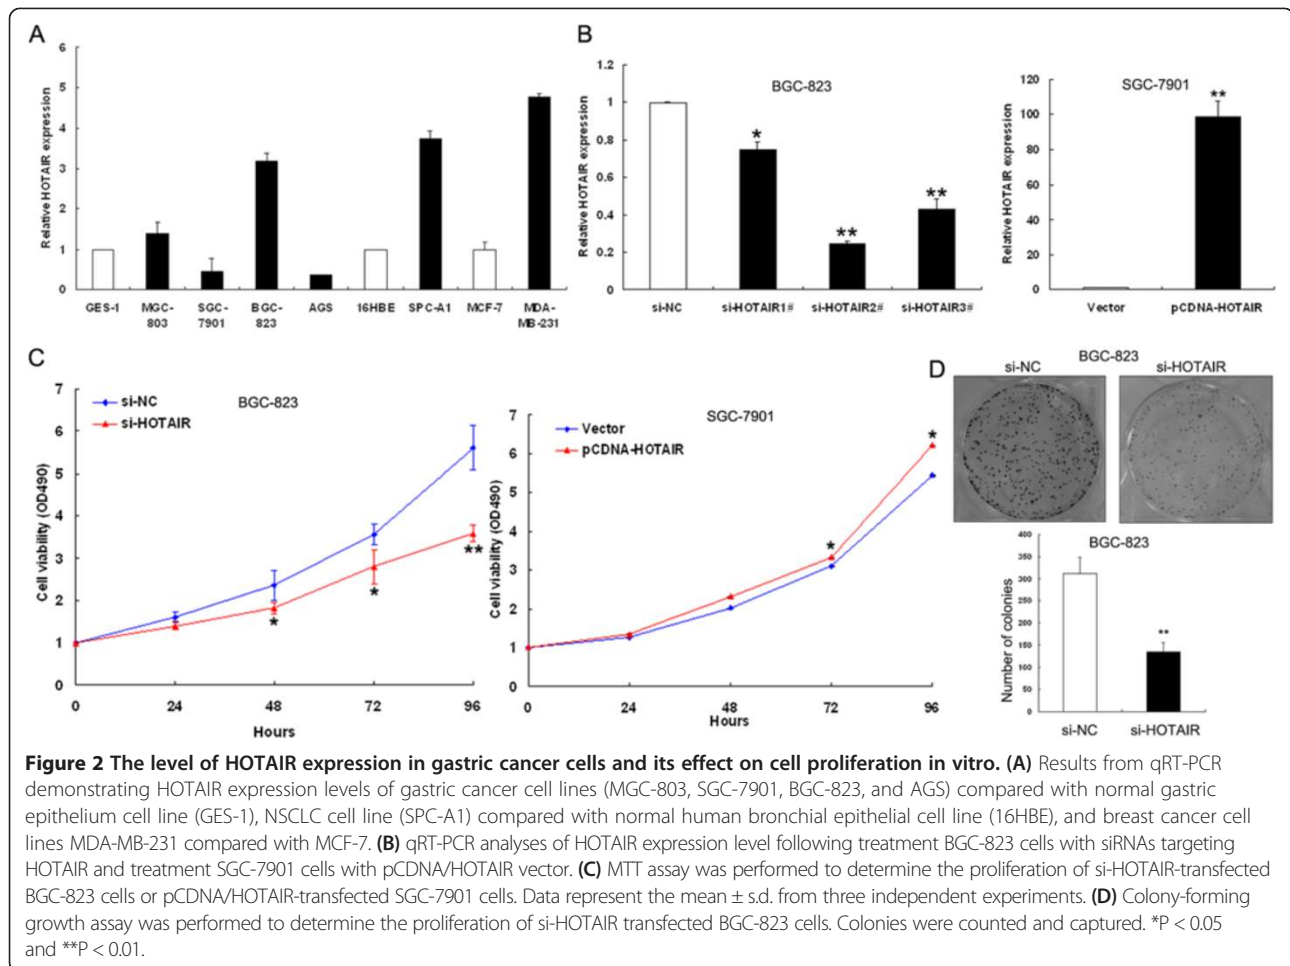 A
6
5
4
3
2
1
0
Relative HOTAIR expression
GES-1
MGC-
803
SGC-
7901
BGC-
823
AGS
16HBE
SPC-A1
MCF-7
MDA-
MB-231
B
BGC-823
1.2
1
0.8
0.6
0.4
0.2
0
Relative HOTAIR expression
*
**
**
si-NC
si-HOTAIR1#
si-HOTAIR2#
si-HOTAIR3#
SGC-7901
120
100
80
60
40
20
0
Relative HOTAIR expression
**
Vector
pCDNA-HOTAIR
C
7
6
5
4
3
2
1
0
Cell viability (OD490)
si-NC
si-HOTAIR
BGC-823
*
*
**
0
24
48
72
96
Hours
7
6
5
4
3
2
1
0
Cell viability (OD490)
Vector
pCDNA-HOTAIR
SGC-7901
*
*
0
24
48
72
96
Hours
D
BGC-823
si-NC
si-HOTAIR
BGC-823
400
350
300
250
200
150
100
50
0
Number of colonies
**
si-NC
si-HOTAIR
Figure 2 The level of HOTAIR expression in gastric cancer cells and its effect on cell proliferation in vitro. (A) Results from qRT-PCR
demonstrating HOTAIR expression levels of gastric cancer cell lines (MGC-803, SGC-7901, BGC-823, and AGS) compared with normal gastric
epithelium cell line (GES-1), NSCLC cell line (SPC-A1) compared with normal human bronchial epithelial cell line (16HBE), and breast cancer cell
lines MDA-MB-231 compared with MCF-7. (B) qRT-PCR analyses of HOTAIR expression level following treatment BGC-823 cells with siRNAs targeting
HOTAIR and treatment SGC-7901 cells with pCDNA/HOTAIR vector. (C) MTT assay was performed to determine the proliferation of si-HOTAIR-transfected
BGC-823 cells or pCDNA/HOTAIR-transfected SGC-7901 cells. Data represent the mean ± s.d. from three independent experiments. (D) Colony-forming
growth assay was performed to determine the proliferation of si-HOTAIR transfected BGC-823 cells. Colonies were counted and captured. *P < 0.05
and **P < 0.01.